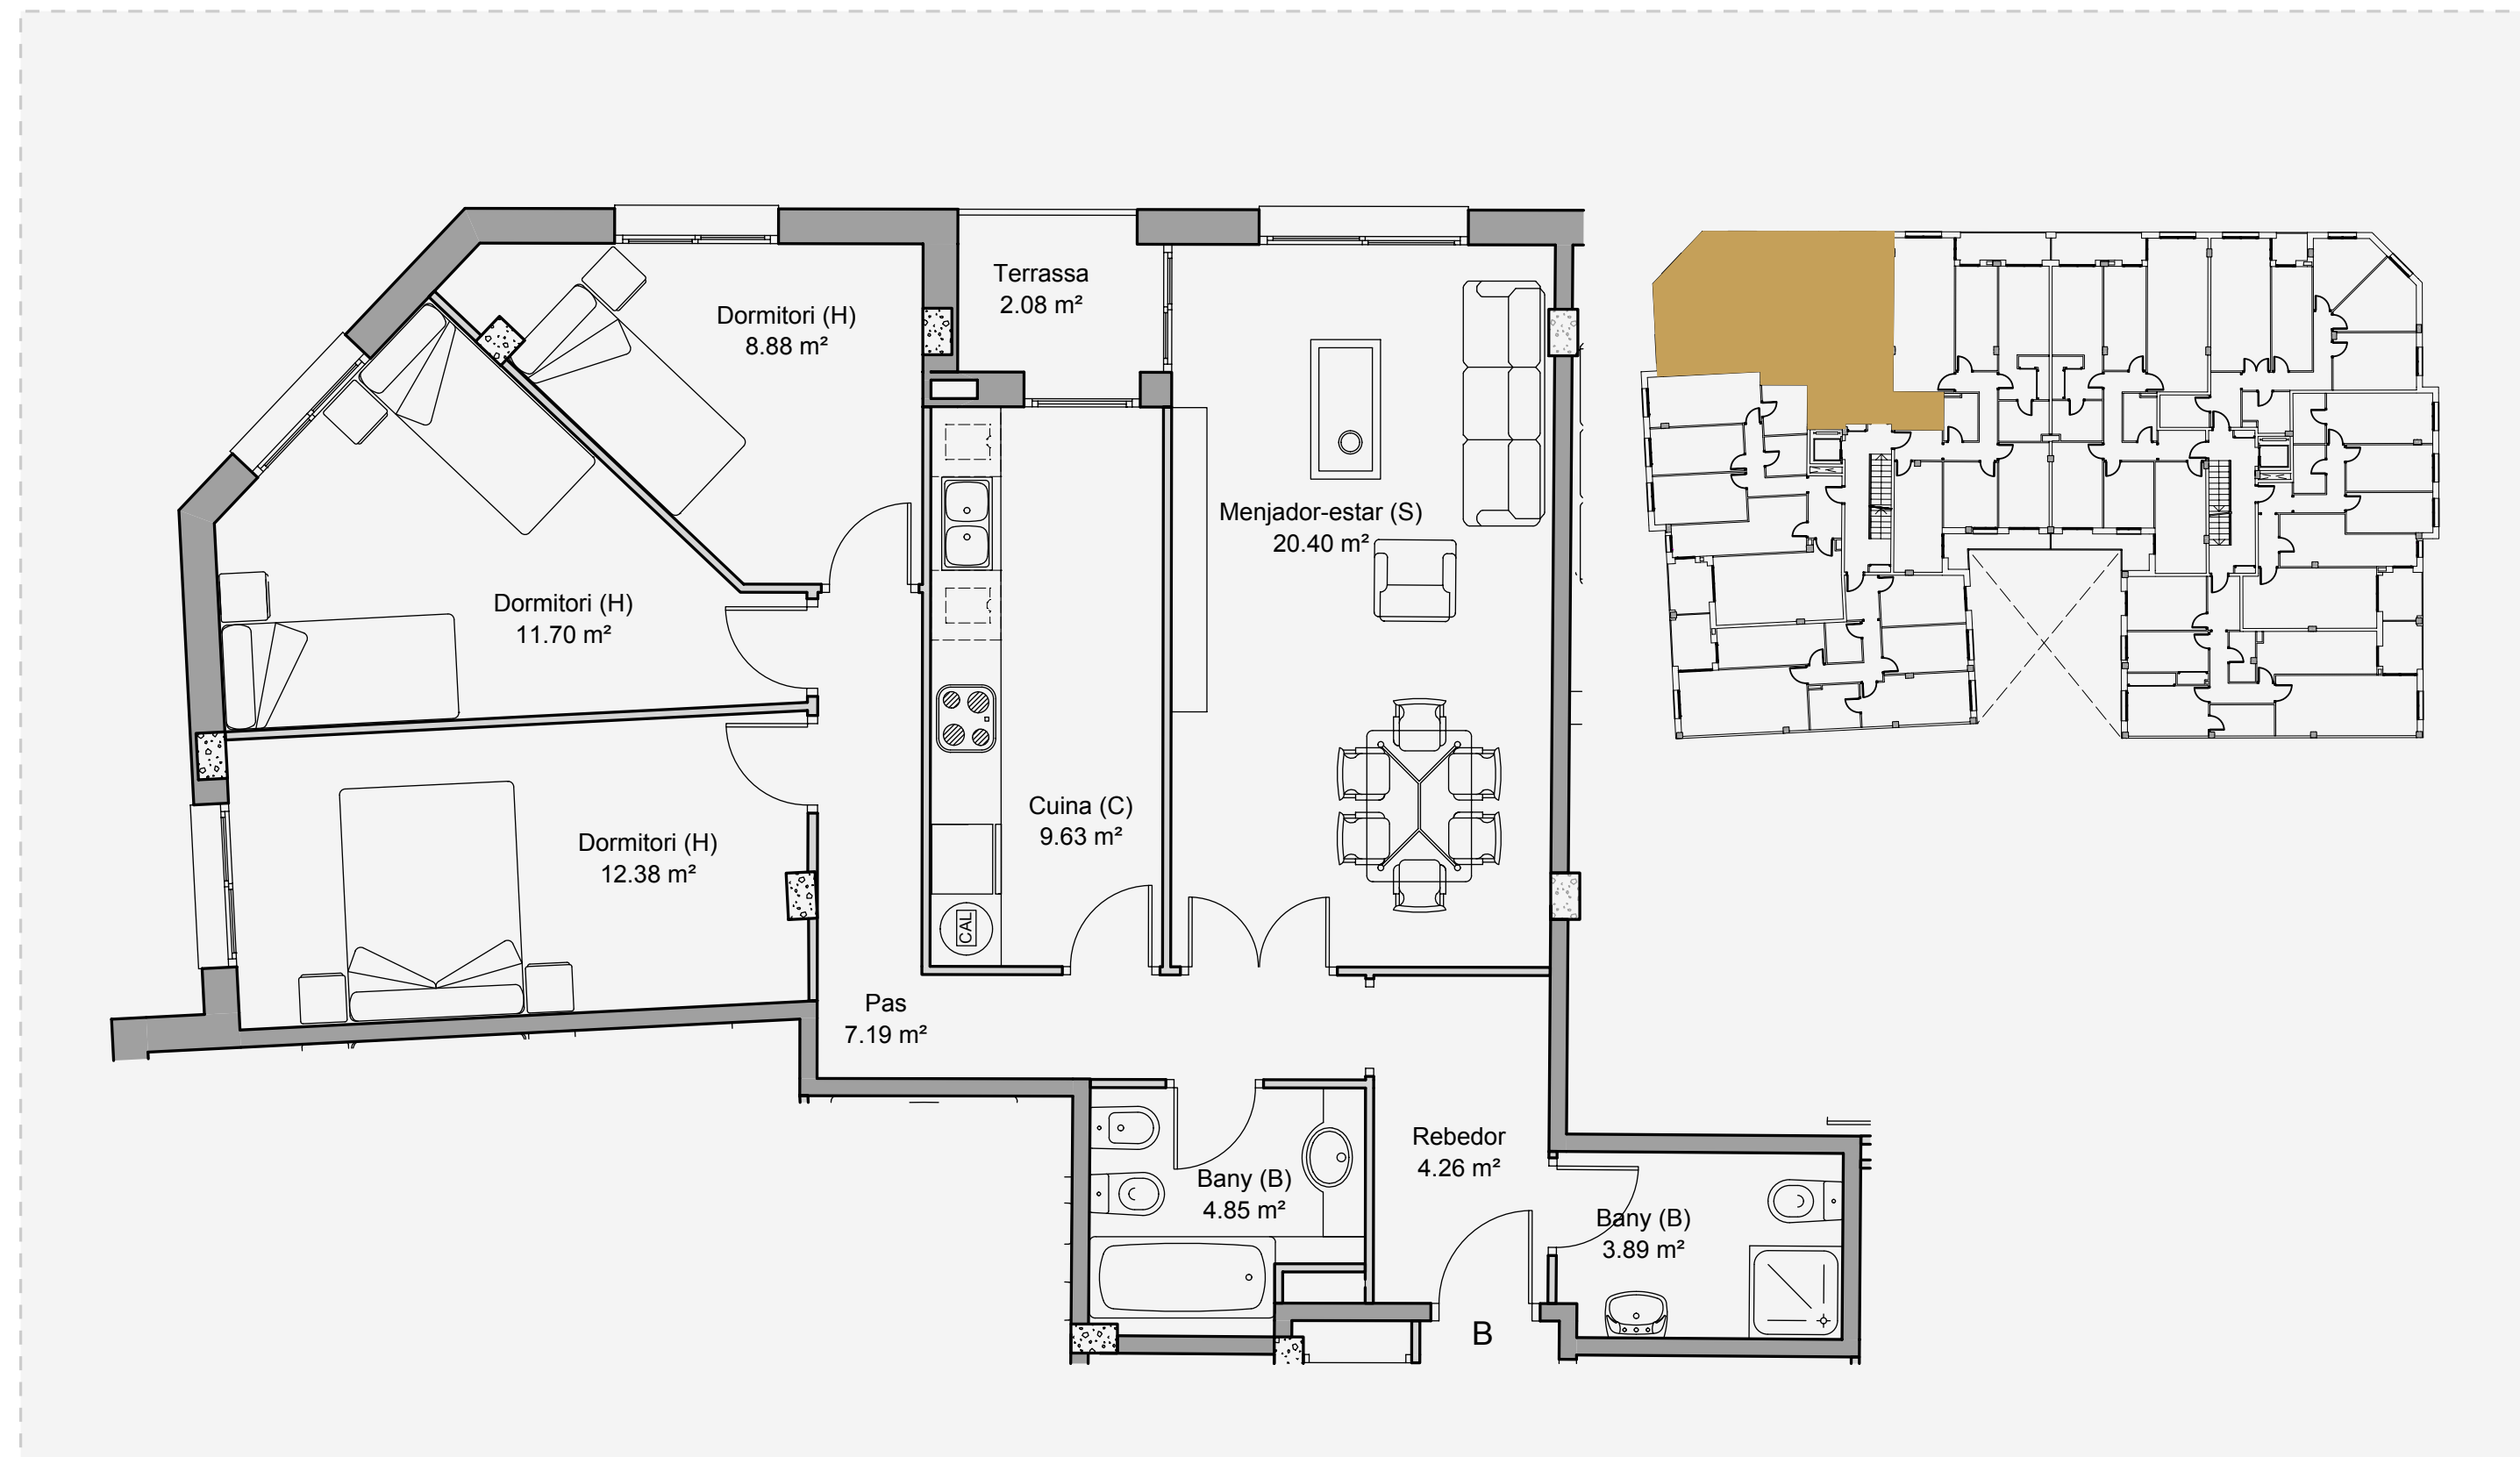 Terrassa
2.08 m²
Dormitori (H)
8.88 m²
Menjador-estar (S)
20.40 m²
Dormitori (H)
11.70 m²
Cuina (C)
9.63 m²
Dormitori (H)
12.38 m²
CAL
Pas
7.19 m²
Rebedor
4.26 m²
Bany (B)
4.85 m²
Bany (B)
3.89 m²
B